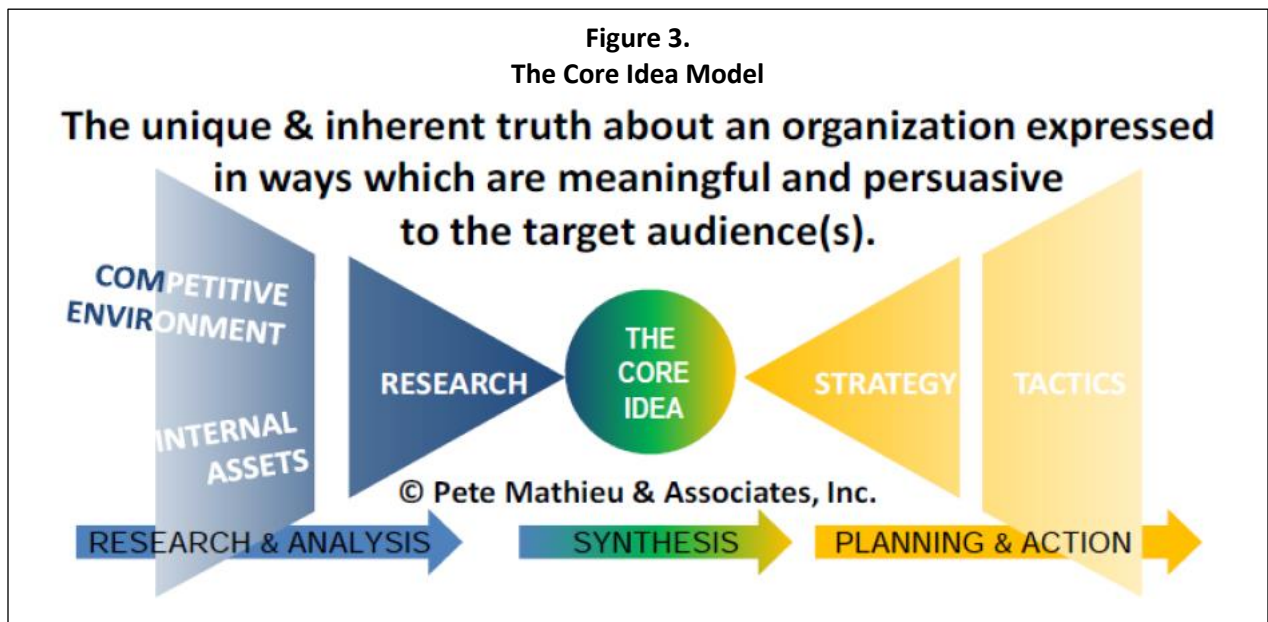 Figure 3.
The Core Idea Model
The unique & inherent truth about an organization expressed
in ways which are meaningful and persuasive
to the target audience(s).
COMPETITIVE
ENVIRONMENT
INTERNAL
ASSETS
RESEARCH
THE
CORE
IDEA
STRATEGY
TACTICS
© Pete Mathieu & Associates, Inc.
RESEARCH & ANALYSIS
SYNTHESIS
PLANNING & ACTION